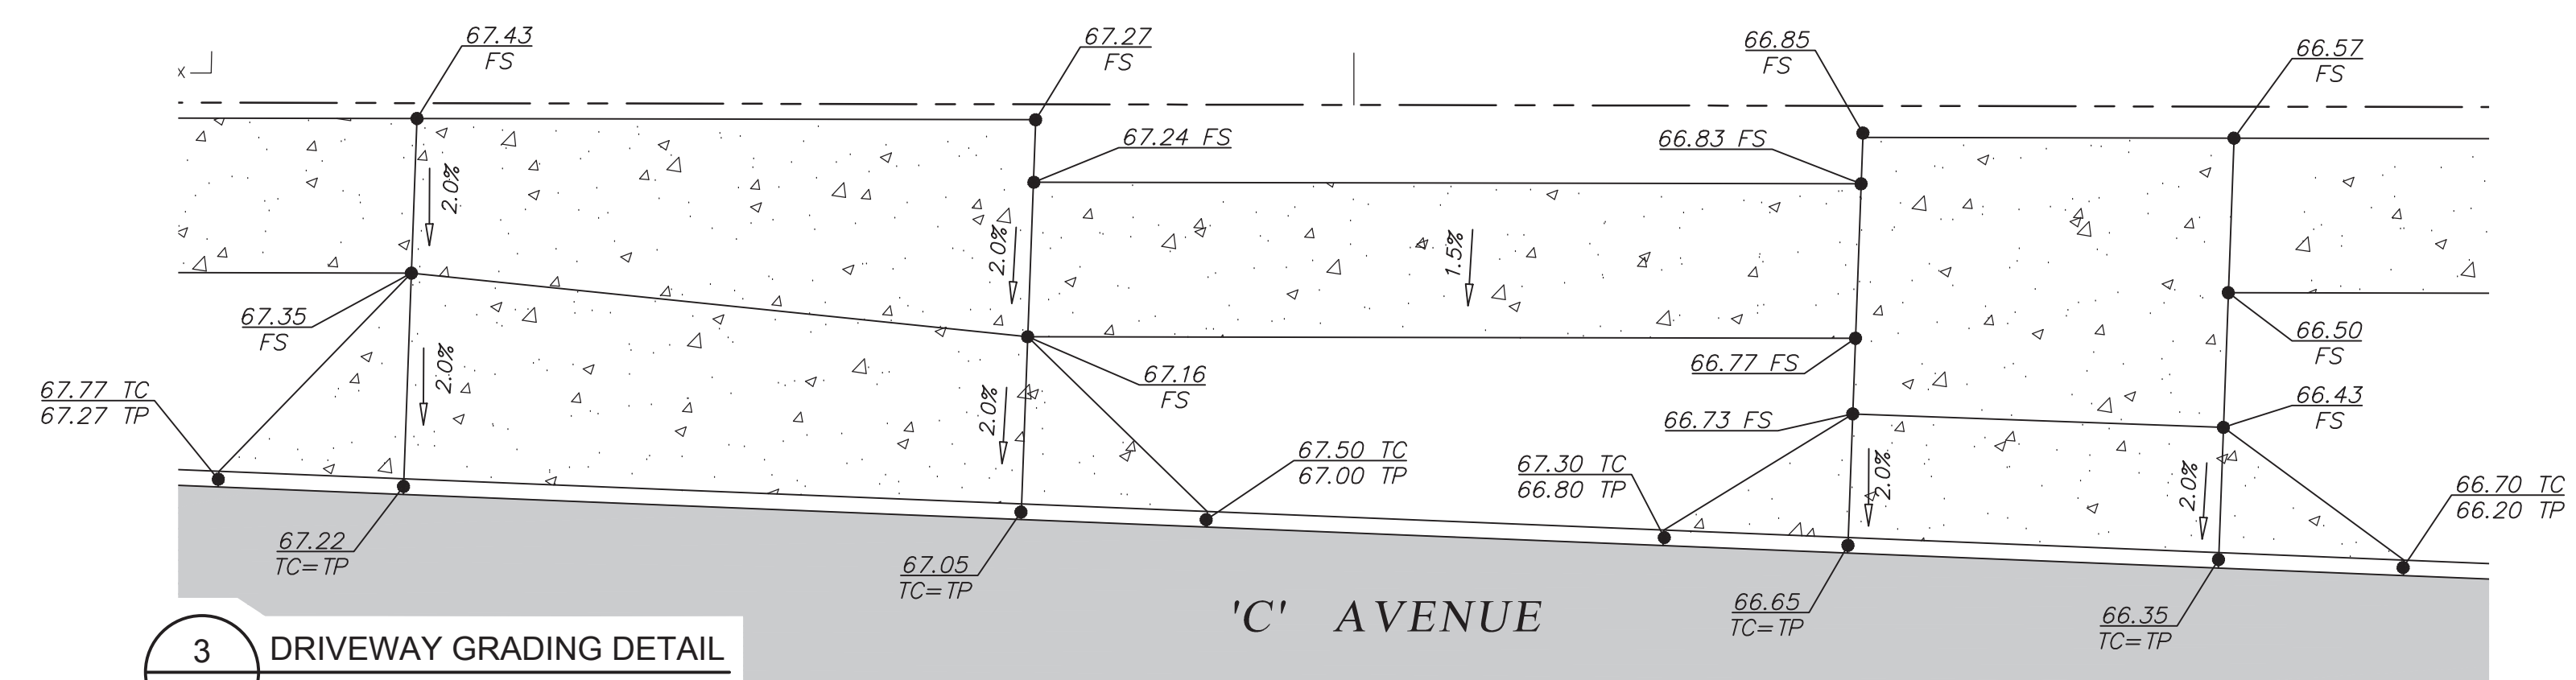 67.43
FS
67.27
FS
66.85
FS
66.57
FS
x
67.24 FS
66.83 FS
2.0%
2.0%
1.5%
67.35
FS
66.50
FS
67.77 TC
67.27 TP
2.0%
2.0%
67.16
FS
66.77 FS
66.73 FS
66.43
FS
67.50 TC
67.00 TP
67.30 TC
66.80 TP
2.0%
2.0%
66.70 TC
66.20 TP
67.22
TC=TP
67.05
TC=TP
66.65
TC=TP
66.35
TC=TP
'C' AVENUE
3
DRIVEWAY GRADING DETAIL